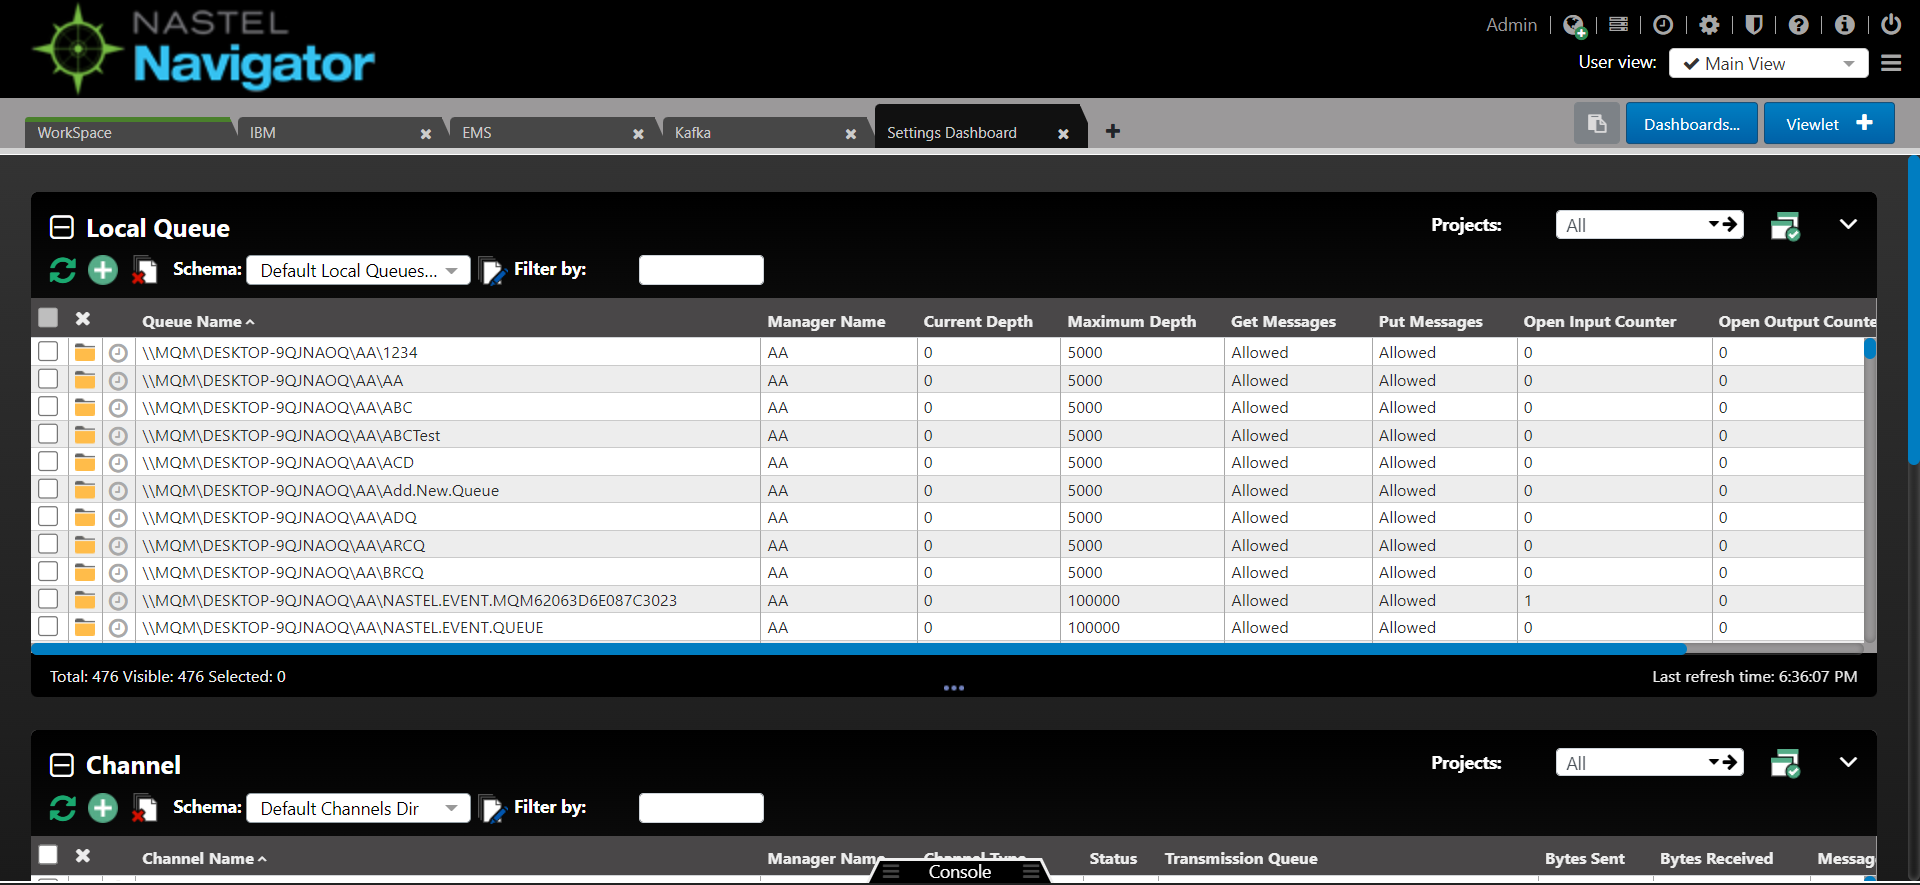 NASTEL
Navigator
Admin
User view: Main View
WorkSpace IBM EMS Kafka Settings Dashboard Dashboards... Viewlet
Local Queue Projects: All
Schema: Default Local Queues... Filter by:
Queue Name Manager Name Current Depth Maximum Depth Get Messages Put Messages Open Input Counter Open Output Counte
\\MQM\DESKTOP-9QJNAOQ\AA\1234 AA 0 5000 Allowed Allowed 0 0
\\MQM\DESKTOP-9QJNAOQ\AA\AA AA 0 5000 Allowed Allowed 0 0
\\MQM\DESKTOP-9QJNAOQ\AA\ABC AA 0 5000 Allowed Allowed 0 0
\\MQM\DESKTOP-9QJNAOQ\AA\ABCTest AA 0 5000 Allowed Allowed 0 0
\\MQM\DESKTOP-9QJNAOQ\AA\ACD AA 0 5000 Allowed Allowed 0 0
\\MQM\DESKTOP-9QJNAOQ\AA\Add.New.Queue AA 0 5000 Allowed Allowed 0 0
\\MQM\DESKTOP-9QJNAOQ\AA\ADQ AA 0 5000 Allowed Allowed 0 0
\\MQM\DESKTOP-9QJNAOQ\AA\ARCQ AA 0 5000 Allowed Allowed 0 0
\\MQM\DESKTOP-9QJNAOQ\AA\BRCQ AA 0 5000 Allowed Allowed 0 0
\\MQM\DESKTOP-9QJNAOQ\AA\NASTEL.EVENT.MQM62063D6E087C3023 AA 0 100000 Allowed Allowed 1 0
\\MQM\DESKTOP-9QJNAOQ\AA\NASTEL.EVENT.QUEUE AA 0 100000 Allowed Allowed 0 0
Total: 476 Visible: 476 Selected: 0 Last refresh time: 6:36:07 PM
Channel Projects: All
Schema: Default Channels Dir Filter by:
Channel Name Manager Name Channel Type Status Transmission Queue Bytes Sent Bytes Received Messag
Console